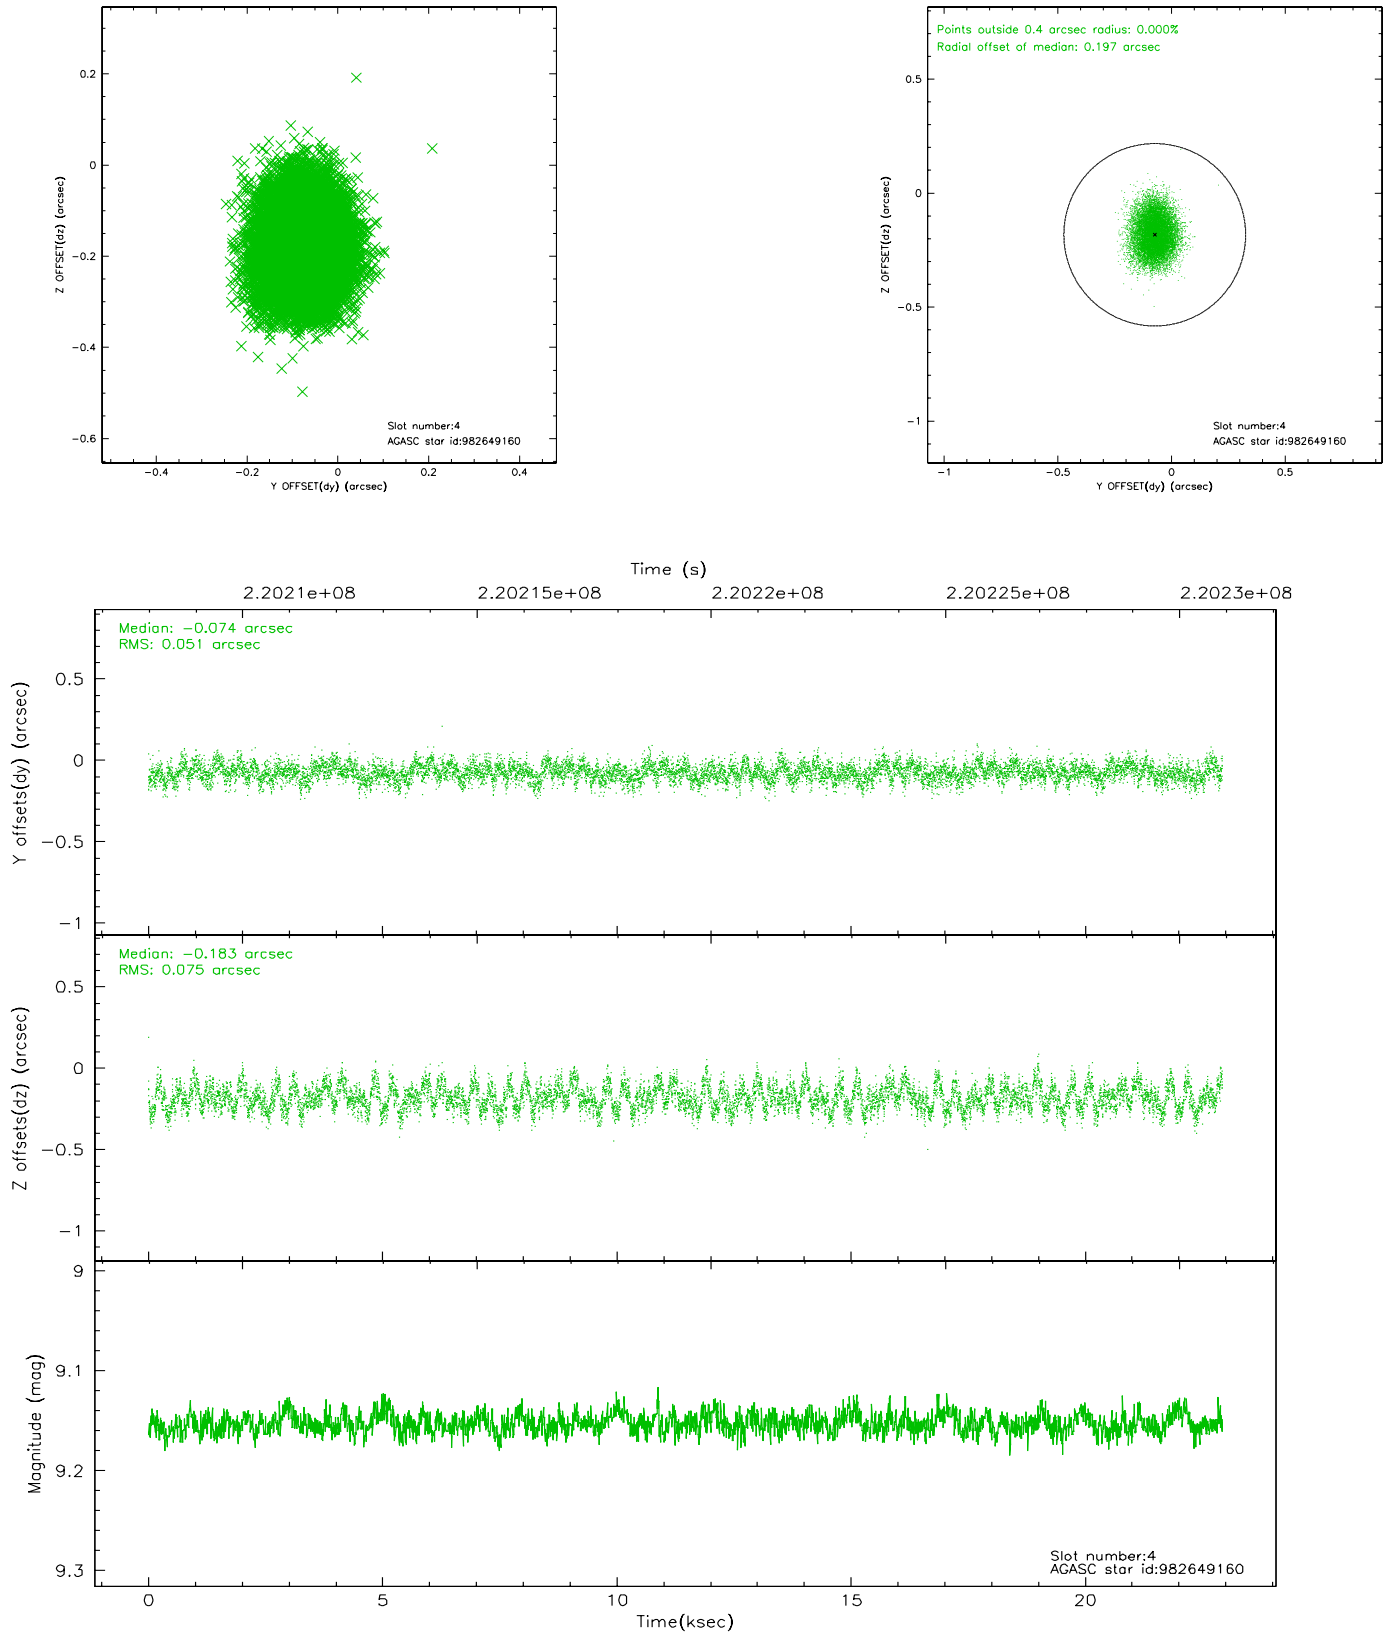 0.2
0
−0.2
−0.4
−0.6
Z OFFSET(dz) (arcsec)
Slot number:4
AGASC star id:982649160
−0.4 −0.2 0 0.2 0.4
Y OFFSET(dy) (arcsec)
Points outside 0.4 arcsec radius: 0.000%
Radial offset of median: 0.197 arcsec
0.5
0
−0.5
−1
Z OFFSET(dz) (arcsec)
Slot number:4
AGASC star id:982649160
−1 −0.5 0 0.5
Y OFFSET(dy) (arcsec)
Time (s)
2.2021e+08 2.20215e+08 2.2022e+08 2.20225e+08 2.2023e+08
Median: −0.074 arcsec
RMS: 0.051 arcsec
0.5
0
−0.5
−1
Y offsets(dy) (arcsec)
Median: −0.183 arcsec
RMS: 0.075 arcsec
0.5
0
−0.5
−1
Z offsets(dz) (arcsec)
9
9.1
9.2
9.3
Magnitude (mag)
Slot number:4
AGASC star id:982649160
0 5 10 15 20
Time(ksec)